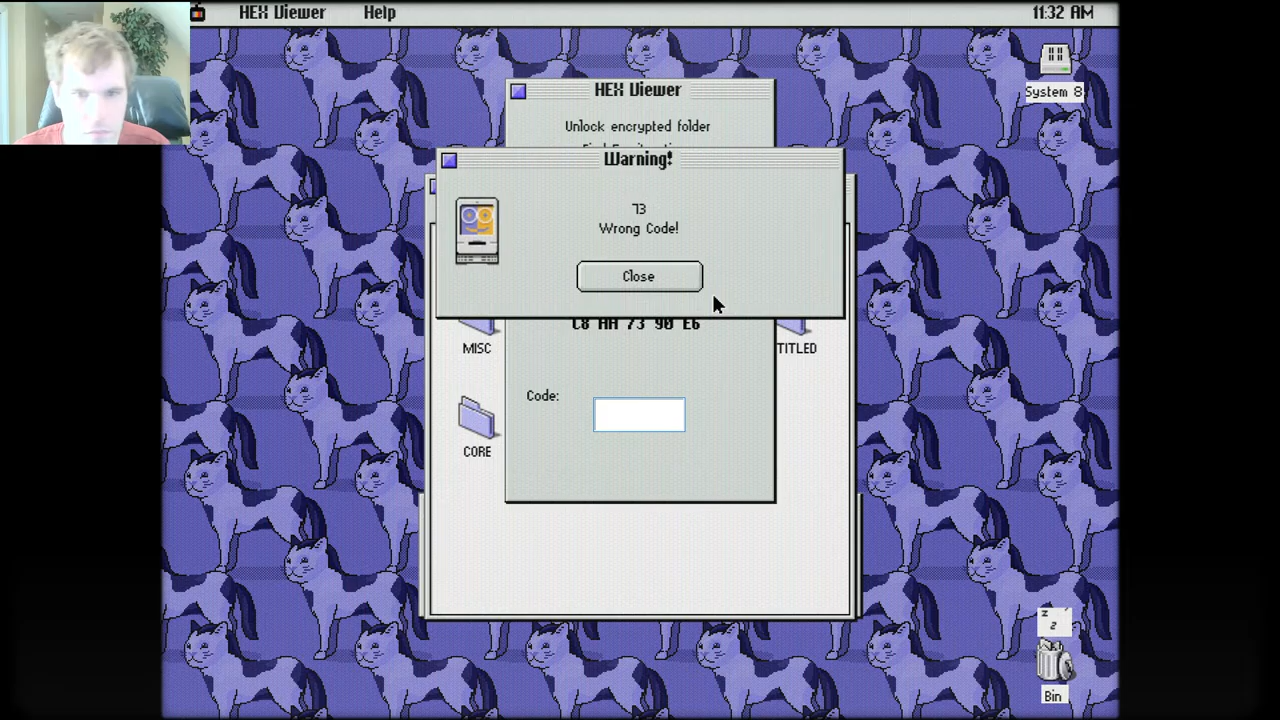 HEX Viewer Help 11:32 AM
System 8
HEX Viewer
Unlock encrypted folder
Warning!
73
Wrong Code!
Close
C8 AA 73 90 E6
MISC
TITLED
Code:
CORE
z
z
Bin